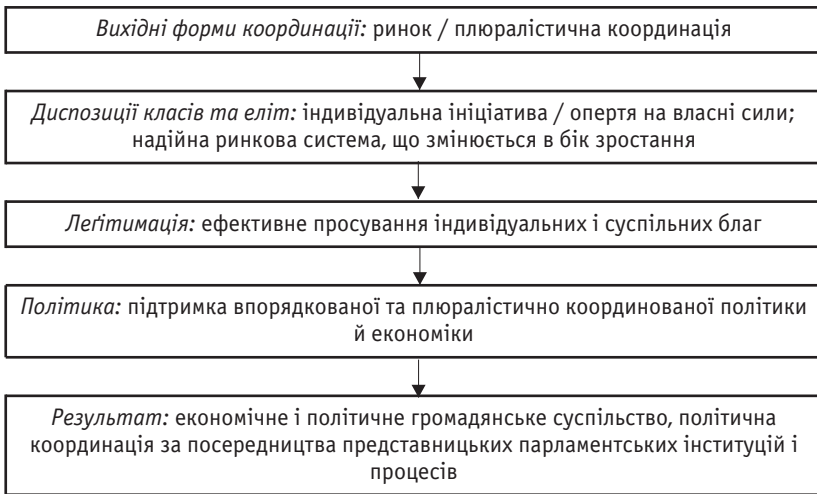 Вихідні форми координації: ринок / плюралістична координація
Диспозиції класів та еліт: індивідуальна ініціатива / опертя на власні сили;
надійна ринкова система, що змінюється в бік зростання
Леґітимація: ефективне просування індивідуальних і суспільних благ
Політика: підтримка впорядкованої та плюралістично координованої політики
й економіки
Результат: економічне і політичне громадянське суспільство, політична
координація за посередництва представницьких парламентських інституцій і
процесів